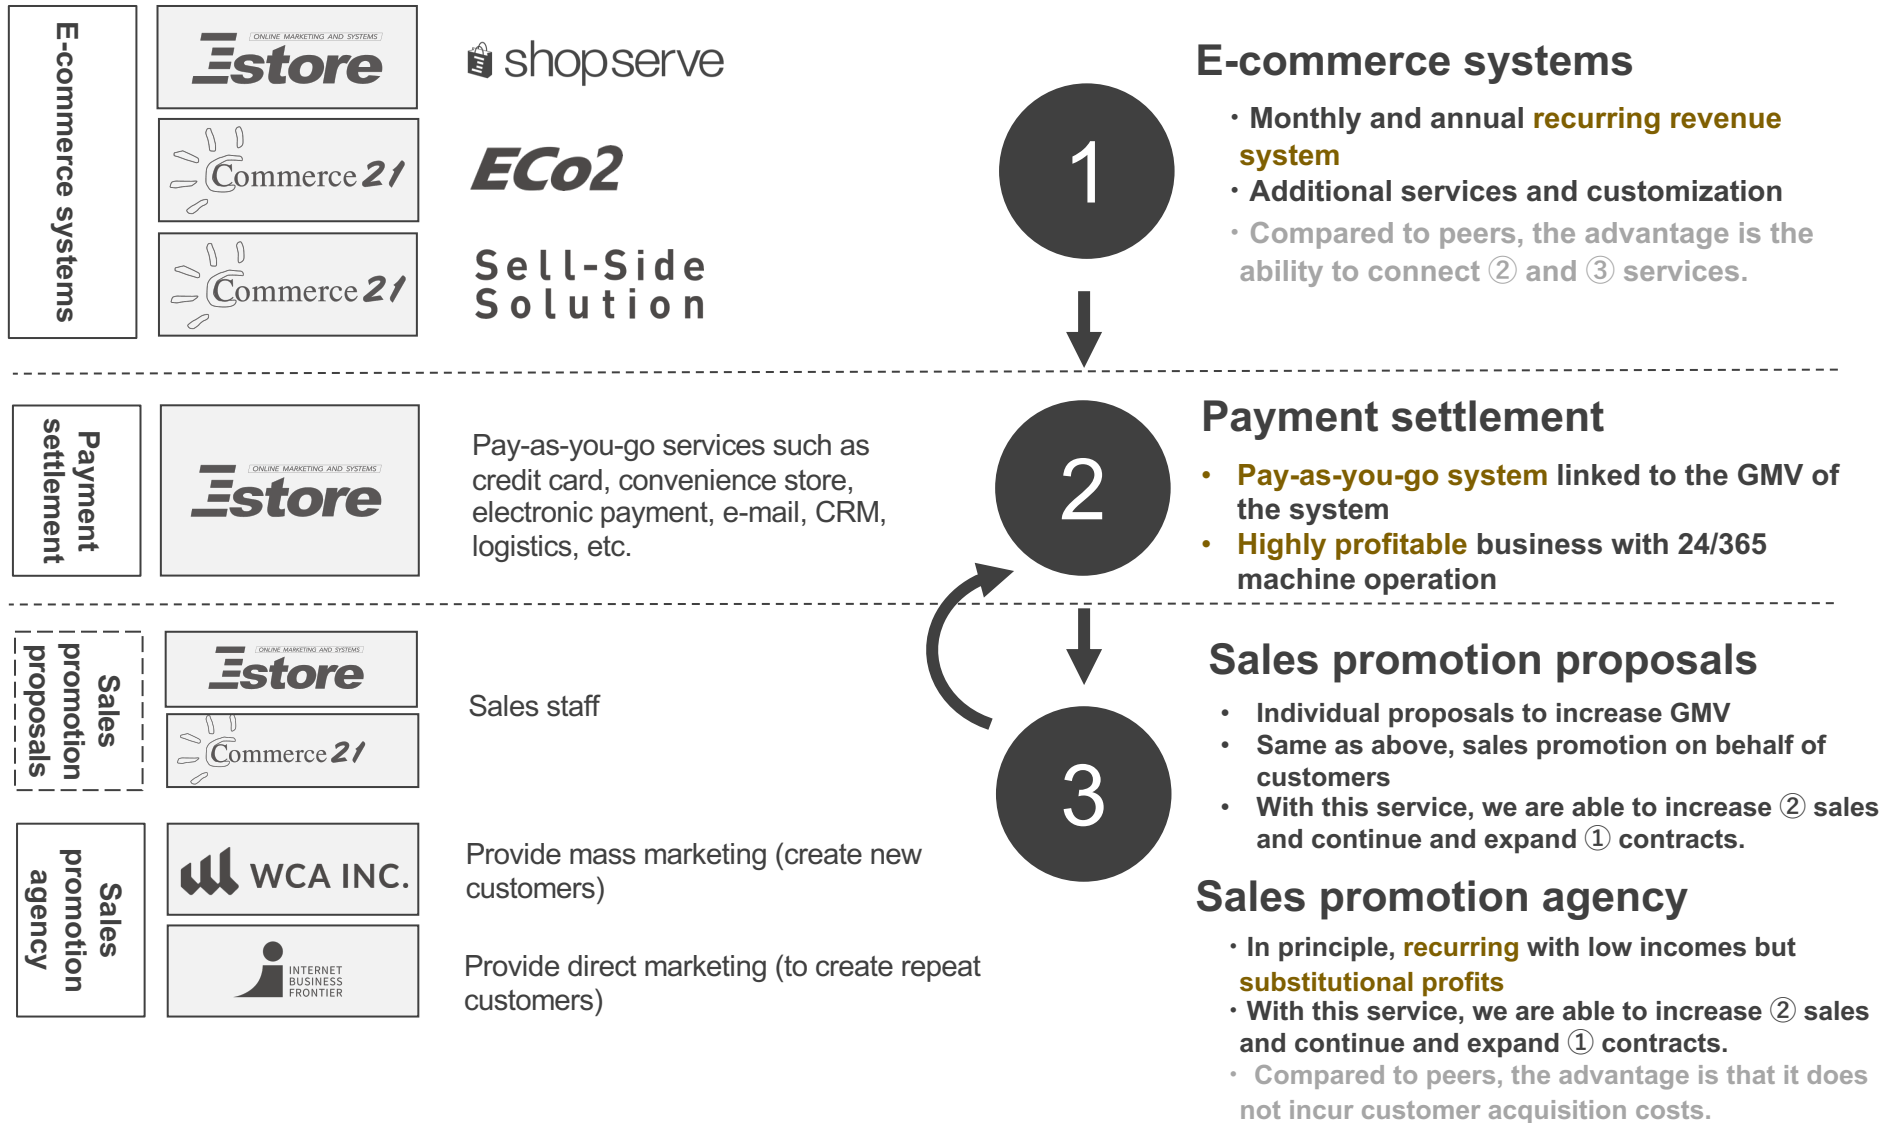 E-commerce systems
ONLINE MARKETING AND SYSTEMS
Estore
shopserve
Commerce 21
ECo2
Commerce 21
Sell-Side
Solution
1
E-commerce systems
・Monthly and annual recurring revenue
system
・Additional services and customization
・Compared to peers, the advantage is the
ability to connect ② and ③ services.
Payment
settlement
ONLINE MARKETING AND SYSTEMS
Estore
Pay-as-you-go services such as
credit card, convenience store,
electronic payment, e-mail, CRM,
logistics, etc.
2
Payment settlement
• Pay-as-you-go system linked to the GMV of
the system
• Highly profitable business with 24/365
machine operation
Sales
promotion
proposals
ONLINE MARKETING AND SYSTEMS
Estore
Commerce 21
Sales staff
3
Sales promotion proposals
• Individual proposals to increase GMV
• Same as above, sales promotion on behalf of
customers
• With this service, we are able to increase ② sales
and continue and expand ① contracts.
Sales
promotion
agency
WCA INC.
Provide mass marketing (create new
customers)
INTERNET
BUSINESS
FRONTIER
Provide direct marketing (to create repeat
customers)
Sales promotion agency
・In principle, recurring with low incomes but
substitutional profits
・With this service, we are able to increase ② sales
and continue and expand ① contracts.
・ Compared to peers, the advantage is that it does
not incur customer acquisition costs.